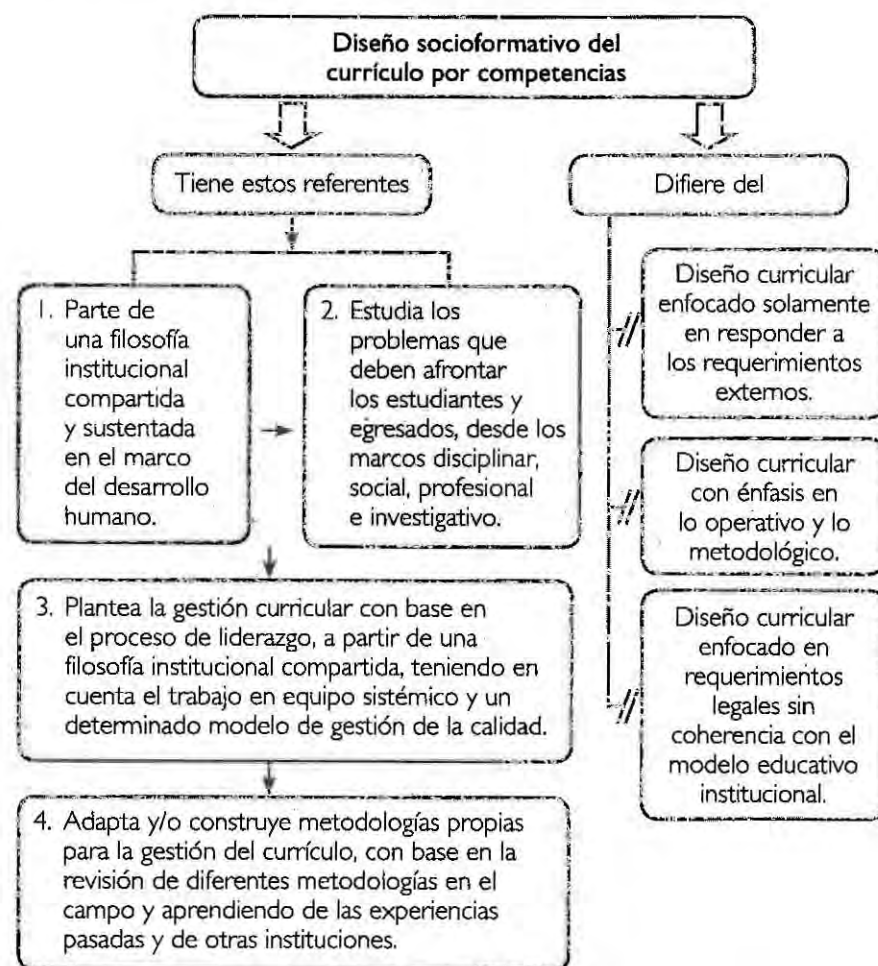 Diseño socioformativo del
currículo por competencias
Tiene estos referentes
1. Parte de
una filosofía
institucional
compartida
y sustentada
en el marco
del desarrollo
humano.
2. Estudia los
problemas que
deben afrontar
los estudiantes y
egresados, desde los
marcos disciplinar,
social, profesional
e investigativo.
3. Plantea la gestión curricular con base en
el proceso de liderazgo, a partir de una
filosofía institucional compartida, teniendo en
cuenta el trabajo en equipo sistémico y un
determinado modelo de gestión de la calidad.
4. Adapta y/o construye metodologías propias
para la gestión del currículo, con base en la
revisión de diferentes metodologías en el
campo y aprendiendo de las experiencias
pasadas y de otras instituciones.
Difiere del
Diseño curricular
enfocado solamente
en responder a
los requerimientos
externos.
Diseño curricular
con énfasis en
lo operativo y lo
metodológico.
Diseño curricular
enfocado en
requerimientos
legales sin
coherencia con el
modelo educativo
institucional.